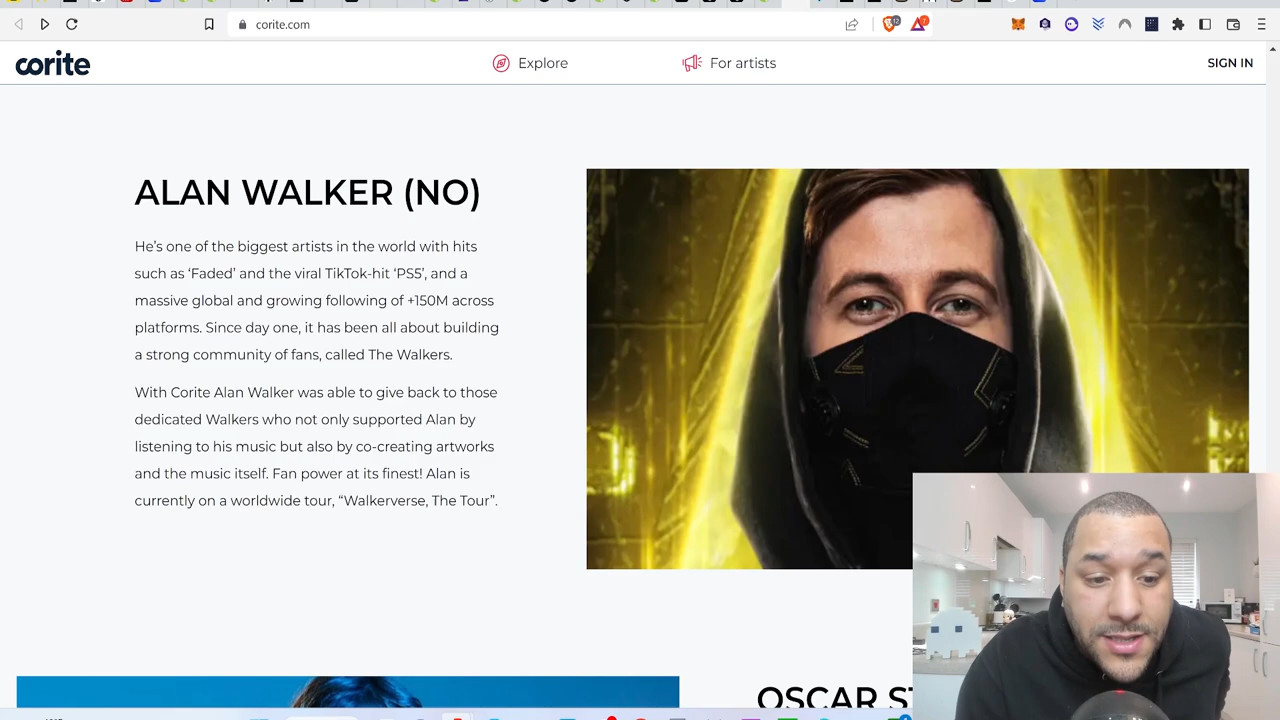 corite.com
corite
Explore
For artists
SIGN IN
ALAN WALKER (NO)
He’s one of the biggest artists in the world with hits
such as ‘Faded’ and the viral TikTok-hit ‘PS5’, and a
massive global and growing following of +150M across
platforms. Since day one, it has been all about building
a strong community of fans, called The Walkers.
With Corite Alan Walker was able to give back to those
dedicated Walkers who not only supported Alan by
listening to his music but also by co-creating artworks
and the music itself. Fan power at its finest! Alan is
currently on a worldwide tour, “Walkerverse, The Tour”.
OSCAR